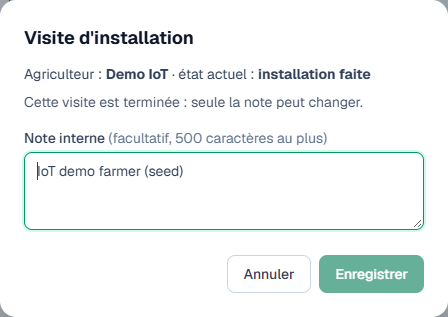 Visite d'installation
Agriculteur : Demo IoT · état actuel : installation faite
Cette visite est terminée : seule la note peut changer.
Note interne (facultatif, 500 caractères au plus)
IoT demo farmer (seed)
Annuler
Enregistrer